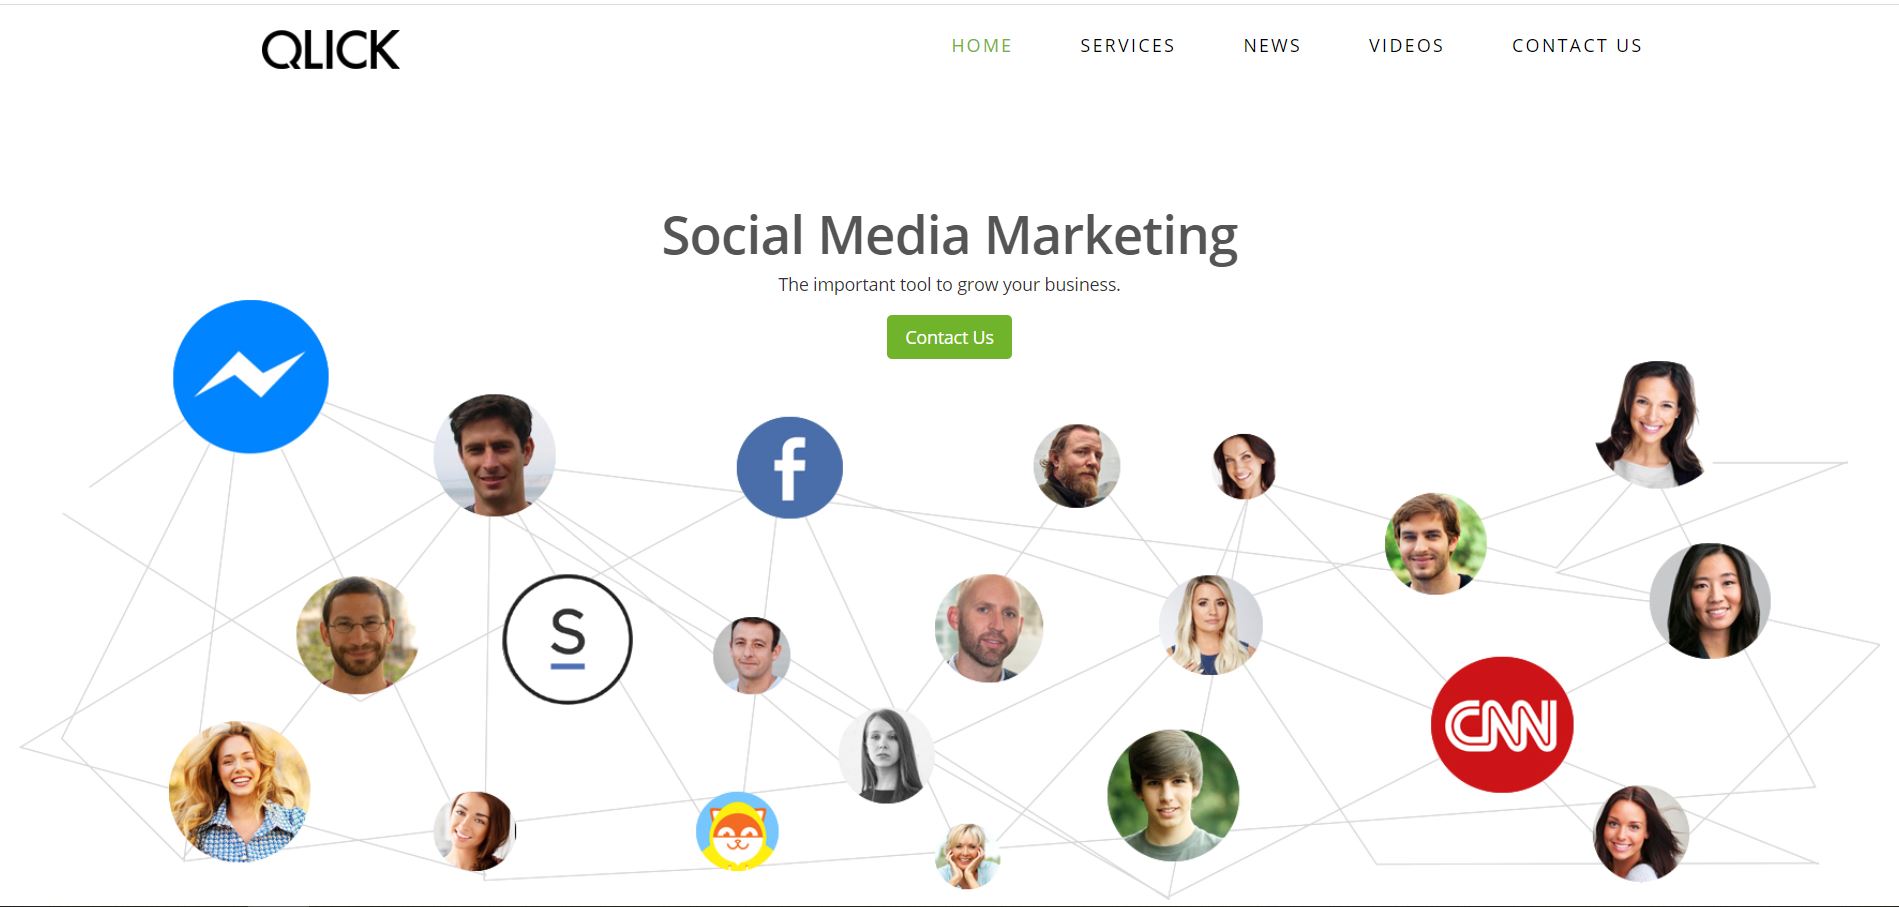 QLICK
HOME SERVICES NEWS VIDEOS CONTACT US
Social Media Marketing
The important tool to grow your business.
Contact Us
f
S
CNN